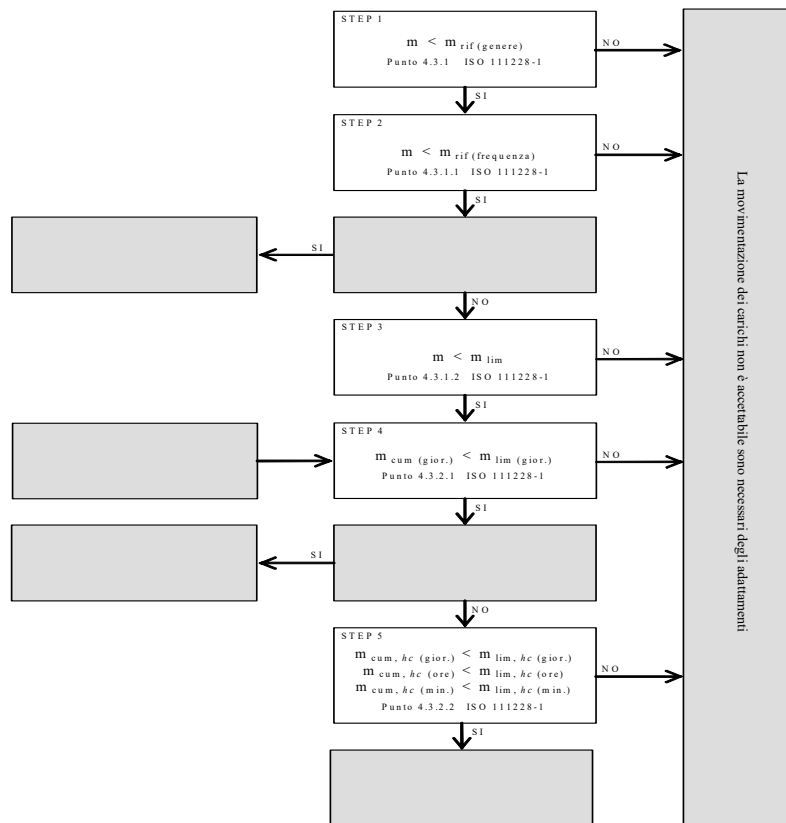 STEP 1
m < m rif (genere)
Punto 4.3.1 ISO 111228-1
NO
SI
STEP 2
m < m rif (frequenza)
Punto 4.3.1.1 ISO 111228-1
NO
SI
SI
NO
STEP 3
m < m lim
Punto 4.3.1.2 ISO 111228-1
NO
SI
STEP 4
m cum (gior.) < m lim (gior.)
Punto 4.3.2.1 ISO 111228-1
NO
SI
SI
NO
STEP 5
m cum, hc (gior.) < m lim, hc (gior.)
m cum, hc (ore) < m lim, hc (ore)
m cum, hc (min.) < m lim, hc (min.)
Punto 4.3.2.2 ISO 111228-1
NO
SI
La movimentazione dei carichi non è accettabile sono necessari degli adattamenti